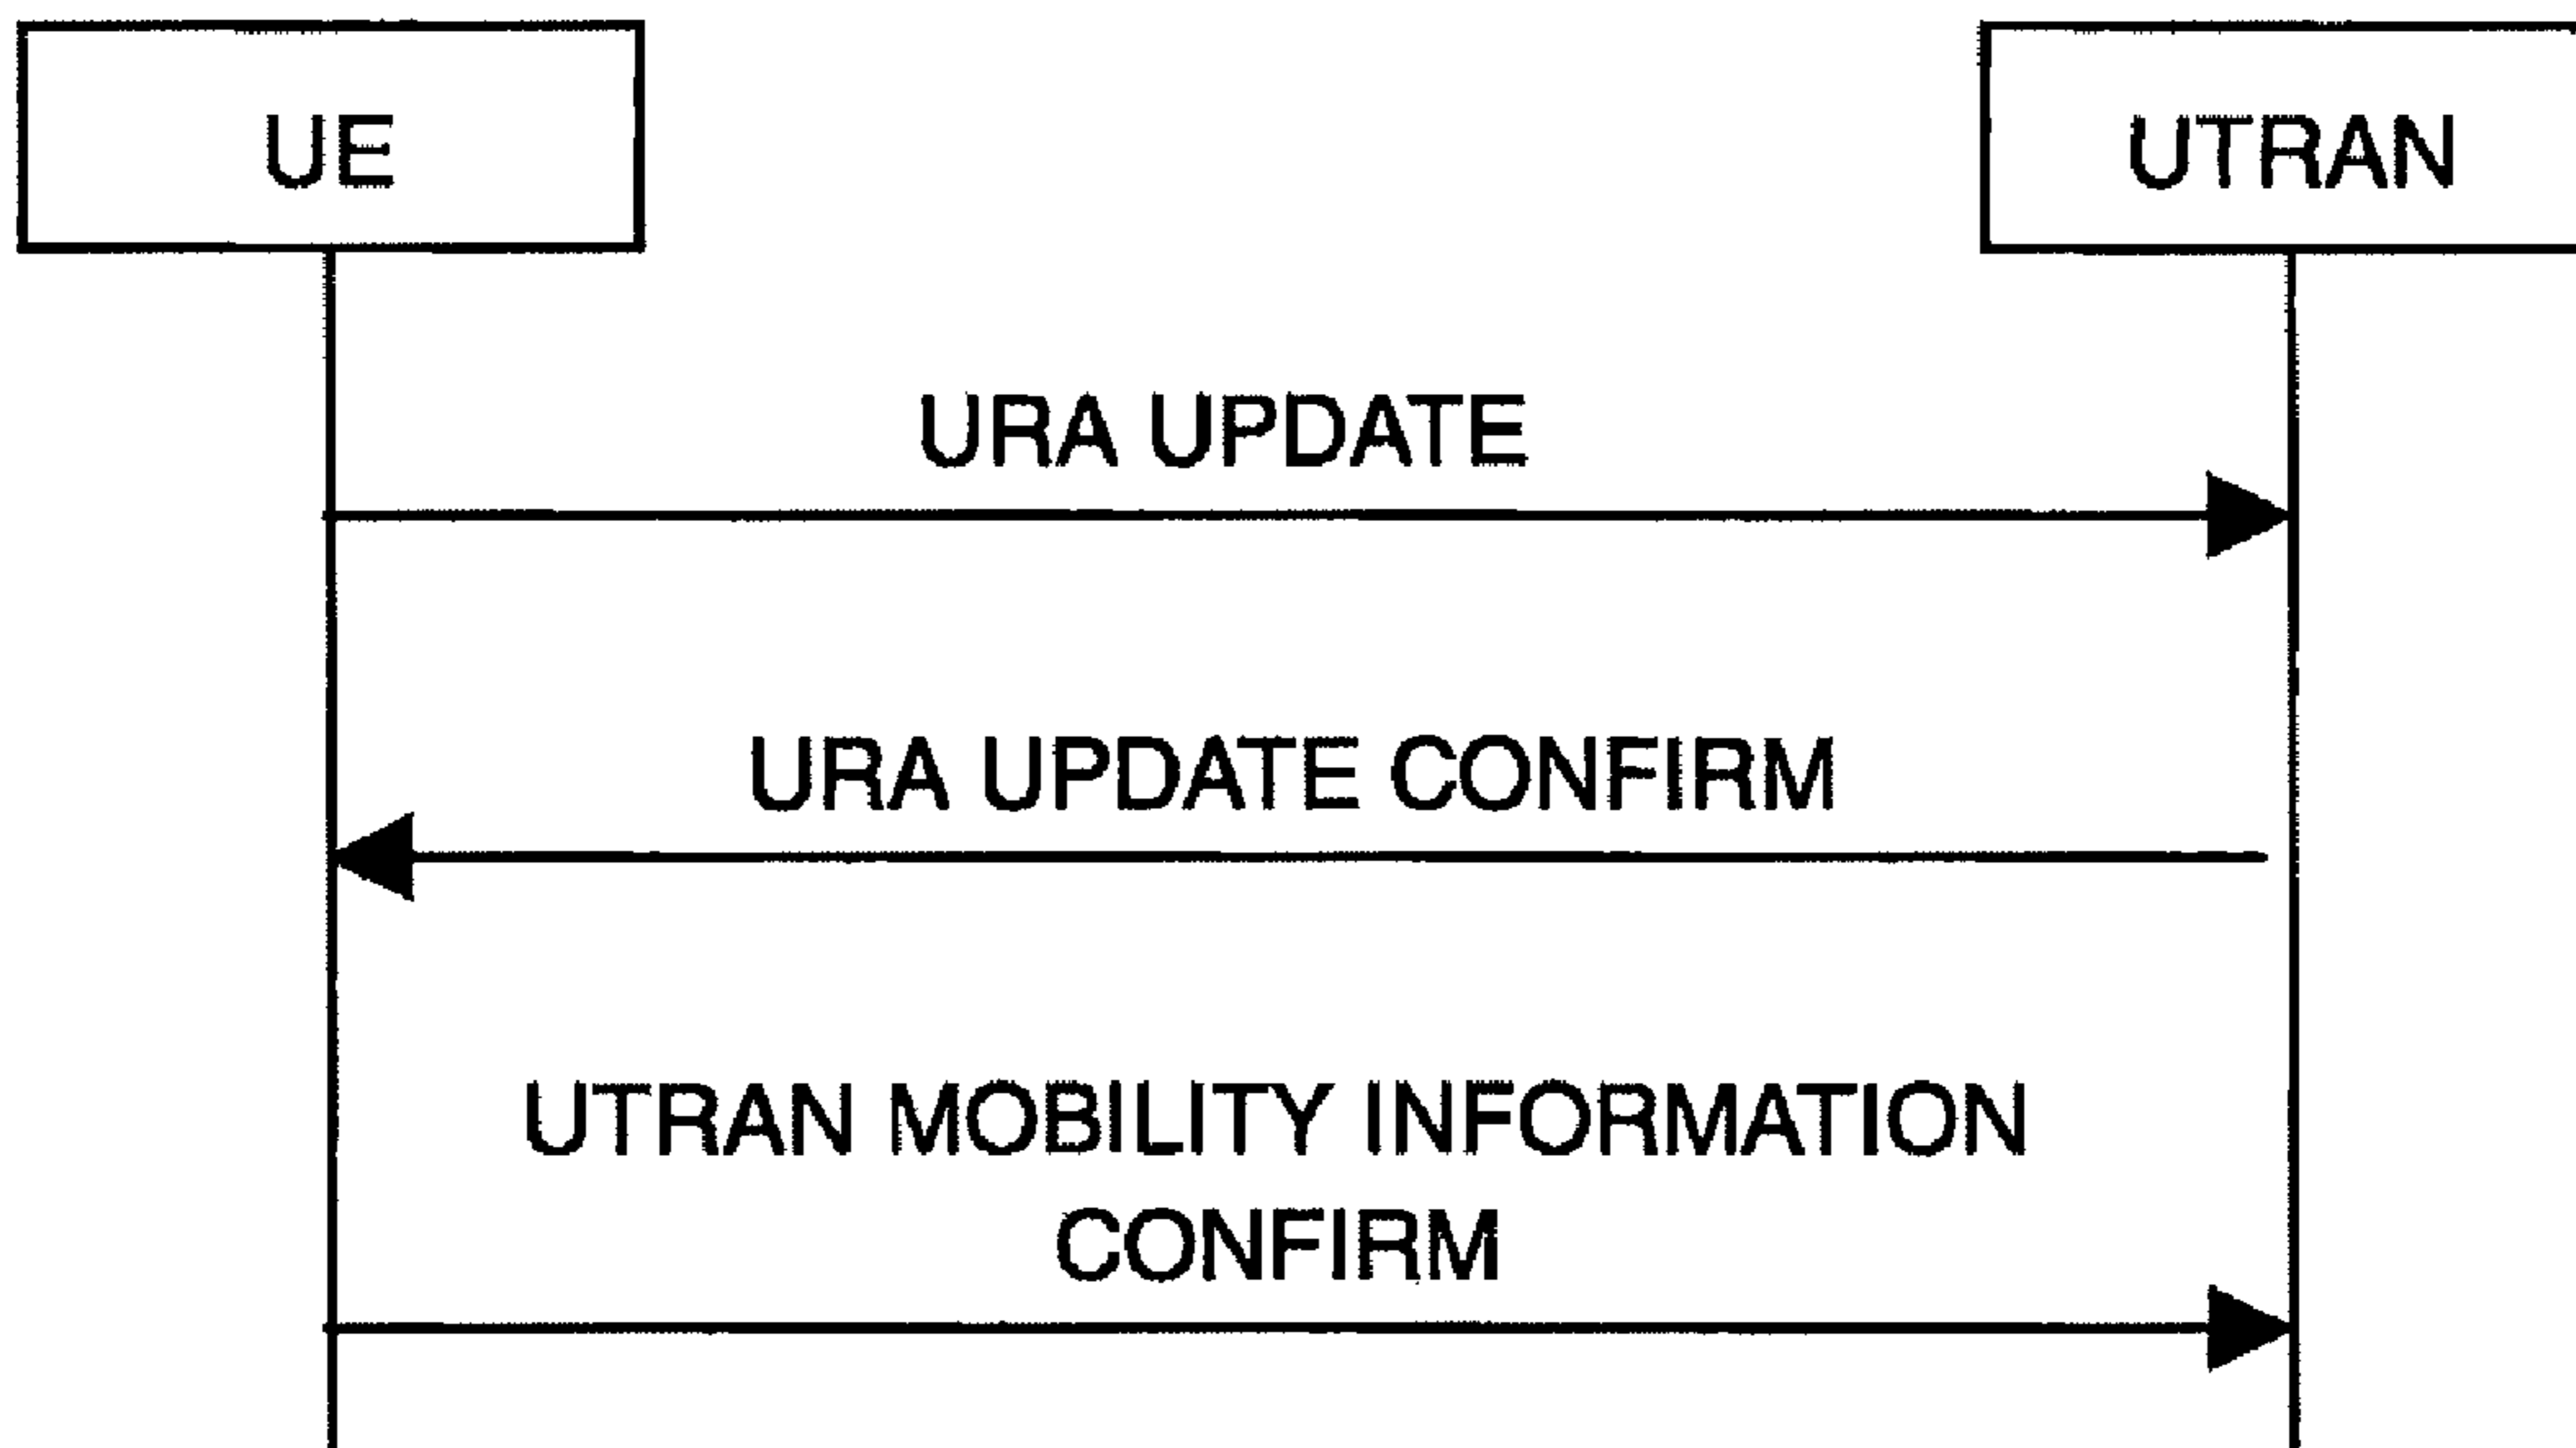 UE
UTRAN
URA UPDATE
URA UPDATE CONFIRM
UTRAN MOBILITY INFORMATION
CONFIRM